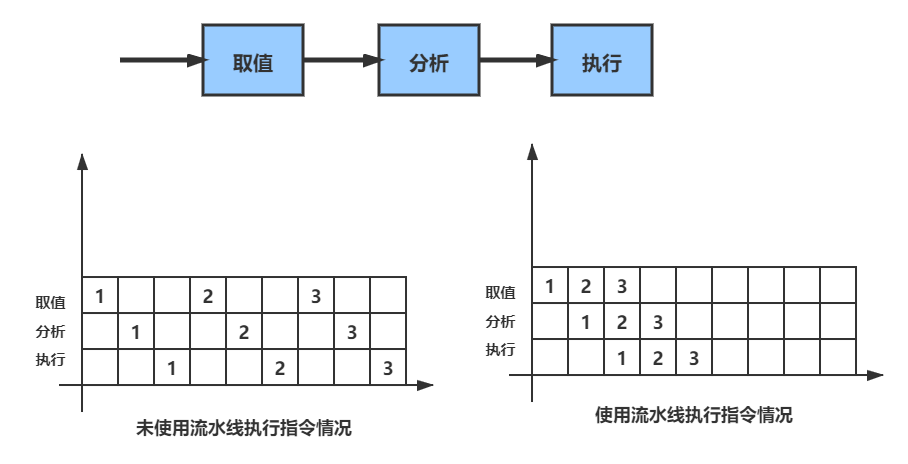 取值 分析 执行
取值 1 2 3
分析 1 2 3
执行 1 2 3
未使用流水线执行指令情况
取值 1 2 3
分析 1 2 3
执行 1 2 3
使用流水线执行指令情况